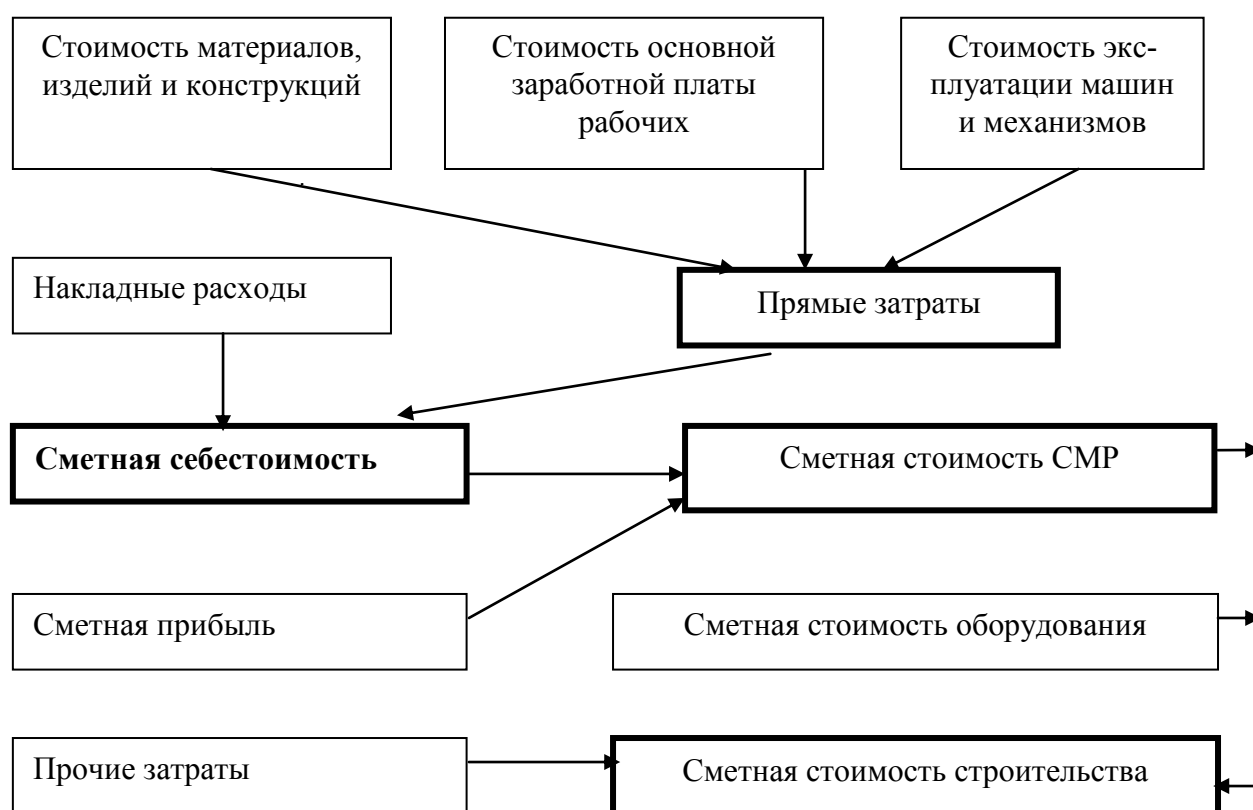 Стоимость материалов,
изделий и конструкций
Стоимость основной
заработной платы
рабочих
Стоимость экс-
плуатации машин
и механизмов
Накладные расходы
Прямые затраты
Сметная себестоимость
Сметная стоимость СМР
Сметная прибыль
Сметная стоимость оборудования
Прочие затраты
Сметная стоимость строительства